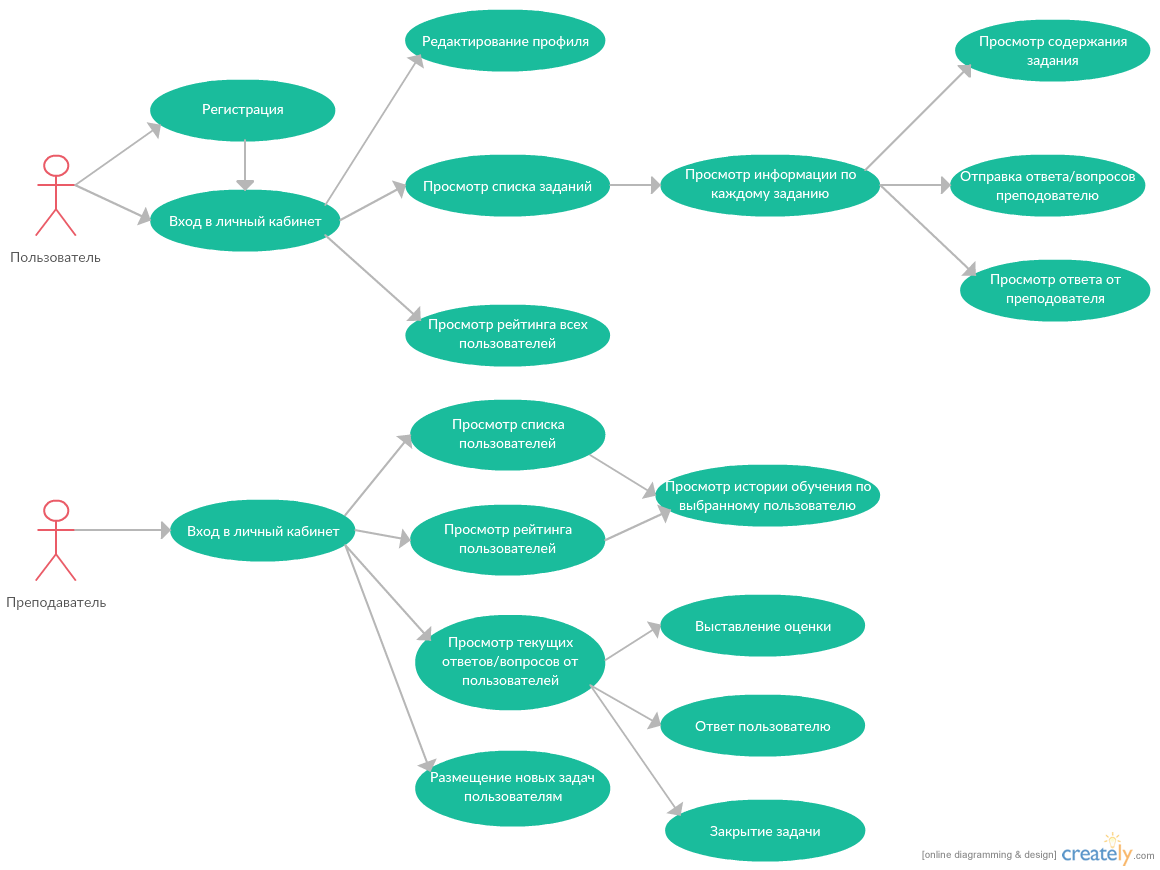 Редактирование профиля
Просмотр содержания
задания
Регистрация
Просмотр списка заданий
Просмотр информации по
каждому заданию
Отправка ответа/вопросов
преподователю
Вход в личный кабинет
Пользователь
Просмотр ответа от
преподователя
Просмотр рейтинга всех
пользователей
Просмотр списка
пользователей
Просмотр истории обучения по
выбранному пользователю
Вход в личный кабинет
Просмотр рейтинга
пользователей
Преподаватель
Просмотр текущих
ответов/вопросов от
пользователей
Выставление оценки
Ответ пользователю
Размещение новых задач
пользователям
Закрытие задачи
[online diagramming & design] creately.com